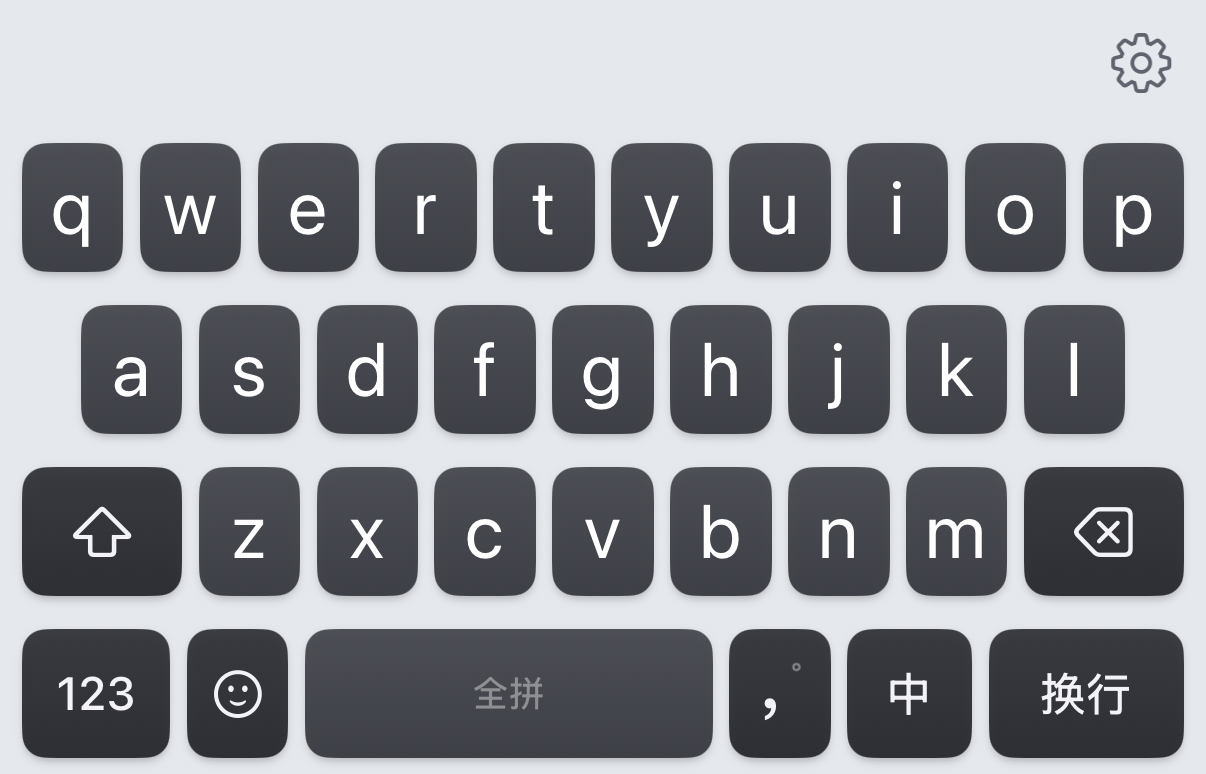 q w e r t y u i o p
a s d f g h j k l
z x c v b n m
123 全拼 ， 。 中 换行